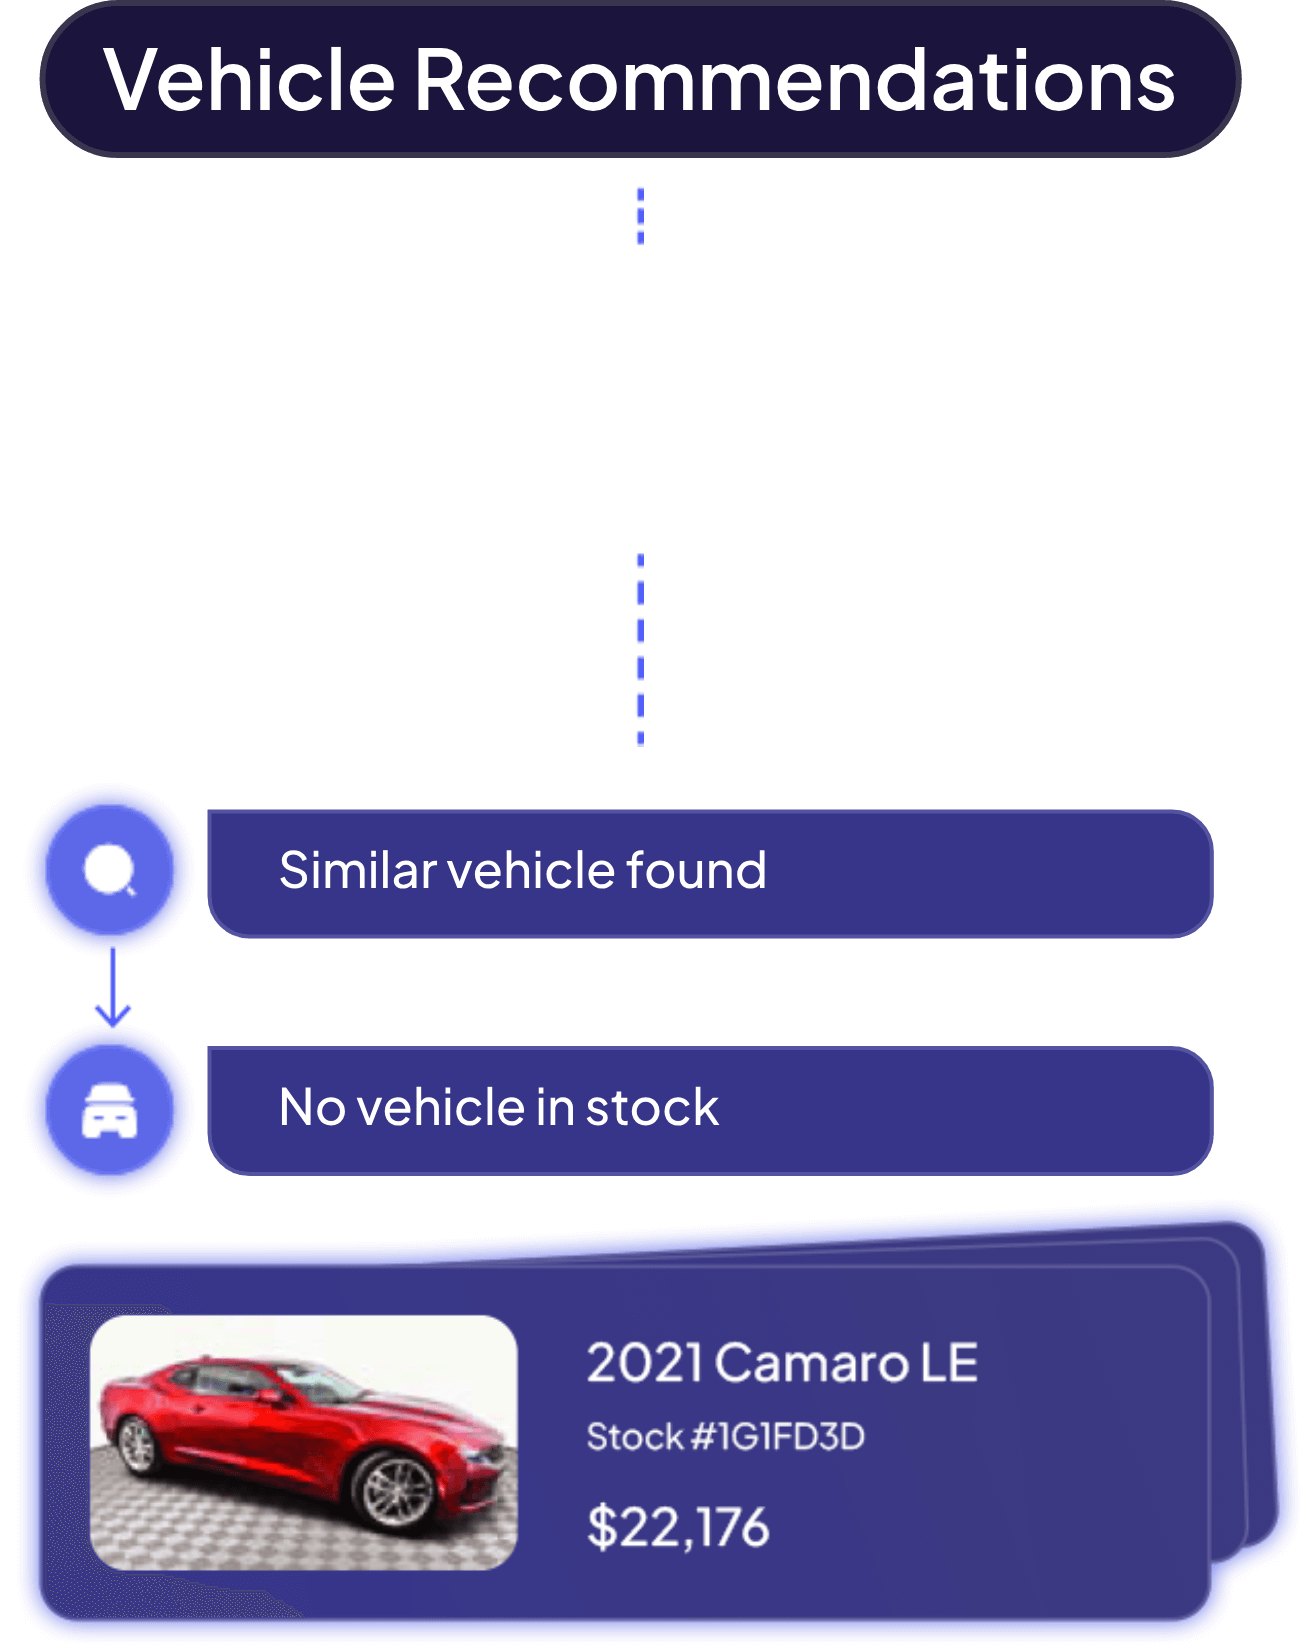 Vehicle Recommendations
Similar vehicle found
No vehicle in stock
2021 Camaro LE
Stock #1G1FD3D
$22,176